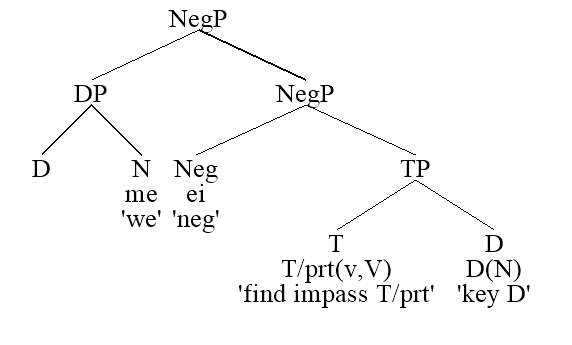 NegP
DP NegP
D N Neg TP
me ei
'we' 'neg'
T D
T/prt(v,V) D(N)
'find impass T/prt' 'key D'